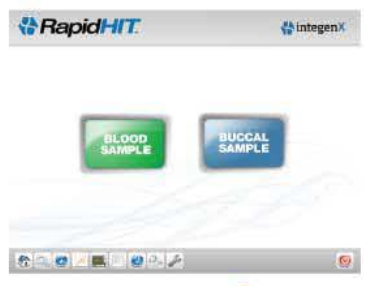 RapidHIT.
integenX
BLOOD
SAMPLE
BUCCAL
SAMPLE